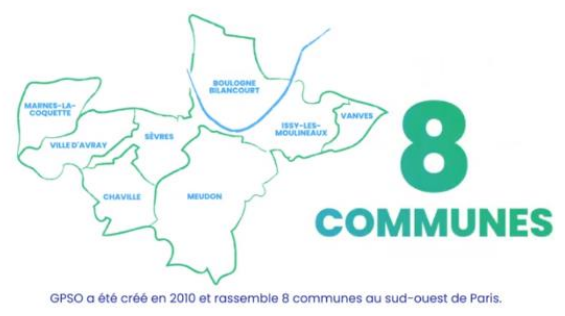 BOULOGNE
BILANCOURT
MARNES-LA-
COQUETTE
ISSY-LES-
MOULINEAUX
VANVES
VILLE D'AVRAY
SÈVRES
CHAVILLE
MEUDON
8
COMMUNES
GPSO a été créé en 2010 et rassemble 8 communes au sud-ouest de Paris.